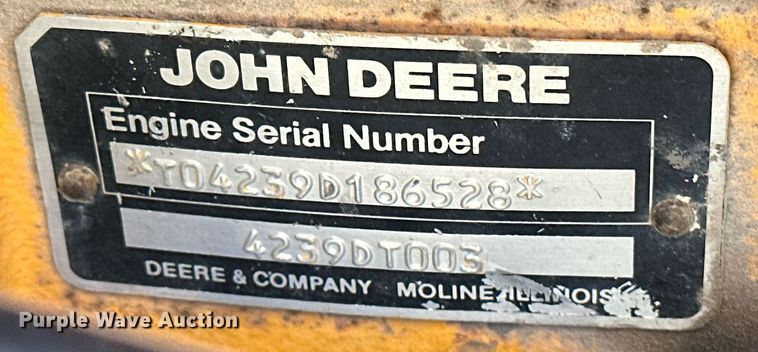 JOHN DEERE
Engine Serial Number
*T04239D186528*
4239DT003
DEERE & COMPANY MOLINE, ILLINOIS
Purple Wave Auction